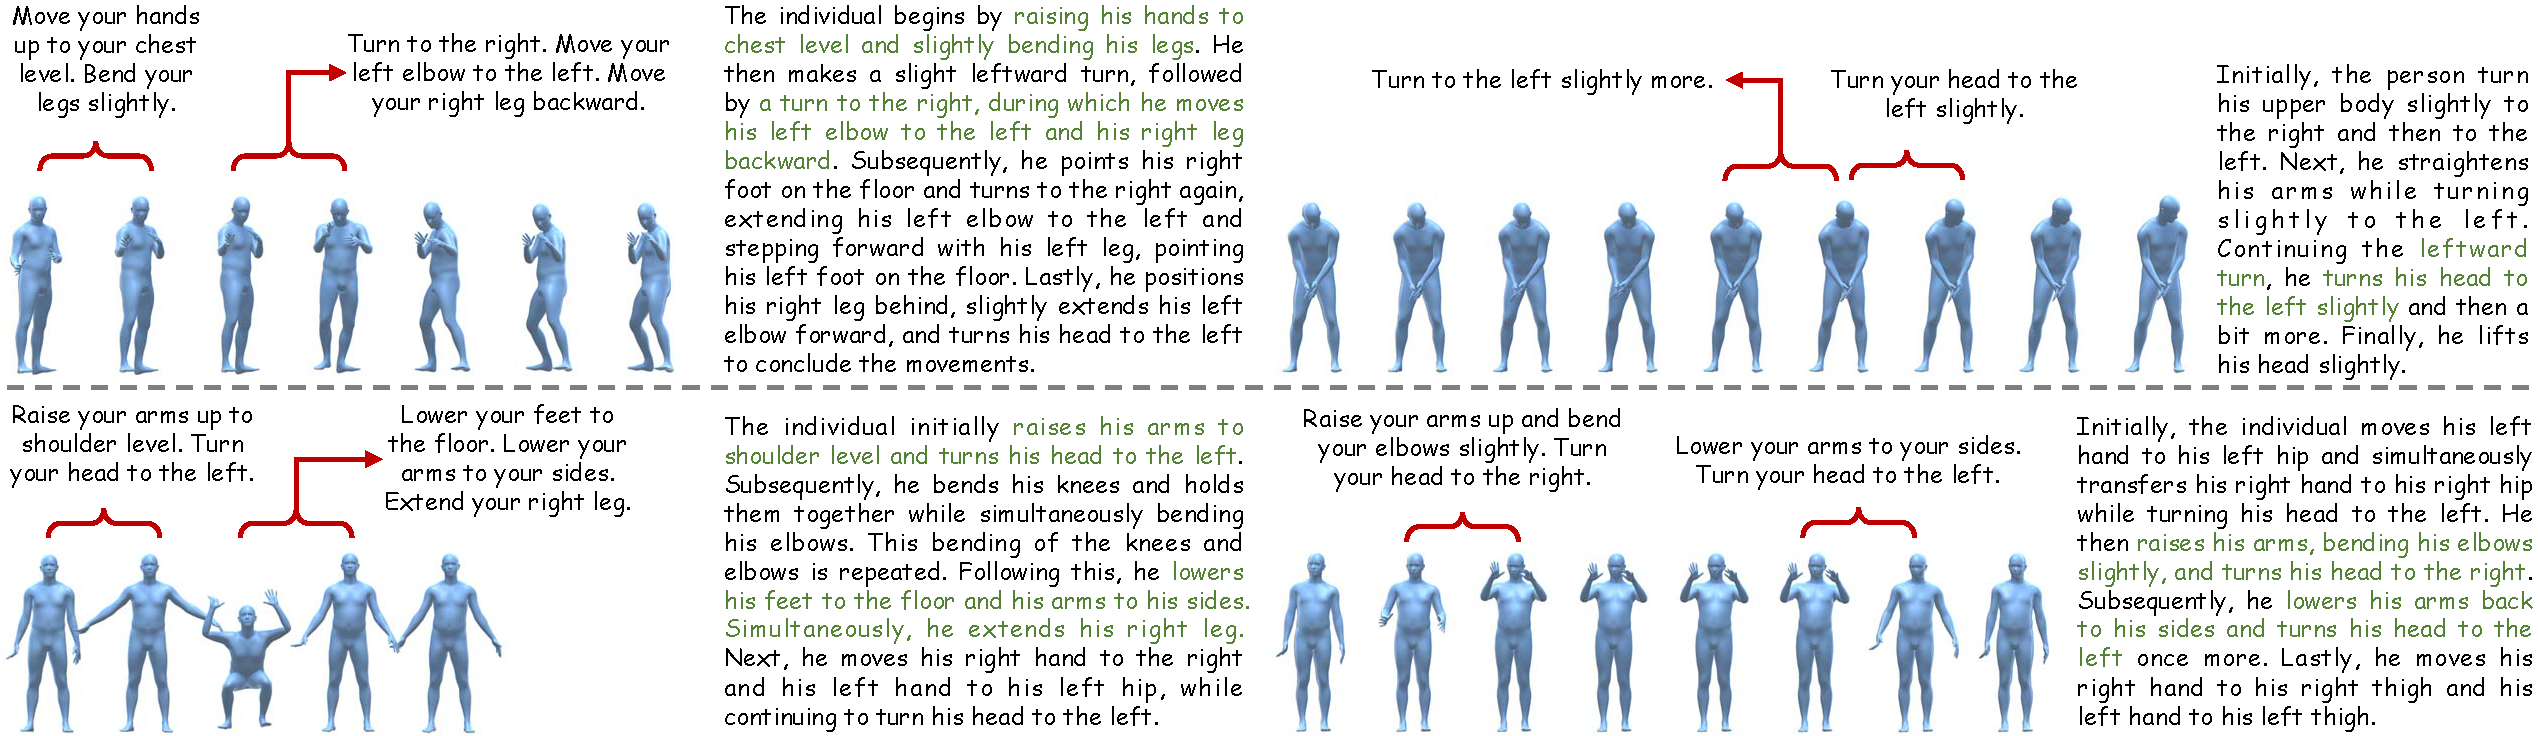 Move your hands
up to your chest
level. Bend your
legs slightly.
Turn to the right. Move your
left elbow to the left. Move
your right leg backward.
The individual begins by raising his hands to
chest level and slightly bending his legs. He
then makes a slight leftward turn, followed
by a turn to the right, during which he moves
his left elbow to the left and his right leg
backward. Subsequently, he points his right
foot on the floor and turns to the right again,
extending his left elbow to the left and
stepping forward with his left leg, pointing
his left foot on the floor. Lastly, he positions
his right leg behind, slightly extends his left
elbow forward, and turns his head to the left
to conclude the movements.
Turn to the left slightly more.
Turn your head to the
left slightly.
Initially, the person turn
his upper body slightly to
the right and then to the
left. Next, he straightens
his arms while turning
slightly to the left.
Continuing the leftward
turn, he turns his head to
the left slightly and then a
bit more. Finally, he lifts
his head slightly.
Raise your arms up to
shoulder level. Turn
your head to the left.
Lower your feet to
the floor. Lower your
arms to your sides.
Extend your right leg.
The individual initially raises his arms to
shoulder level and turns his head to the left.
Subsequently, he bends his knees and holds
them together while simultaneously bending
his elbows. This bending of the knees and
elbows is repeated. Following this, he lowers
his feet to the floor and his arms to his sides.
Simultaneously, he extends his right leg.
Next, he moves his right hand to the right
and his left hand to his left hip, while
continuing to turn his head to the left.
Raise your arms up and bend
your elbows slightly. Turn
your head to the right.
Lower your arms to your sides.
Turn your head to the left.
Initially, the individual moves his left
hand to his left hip and simultaneously
transfers his right hand to his right hip
while turning his head to the left. He
then raises his arms, bending his elbows
slightly, and turns his head to the right.
Subsequently, he lowers his arms back
to his sides and turns his head to the
left once more. Lastly, he moves his
right hand to his right thigh and his
left hand to his left thigh.